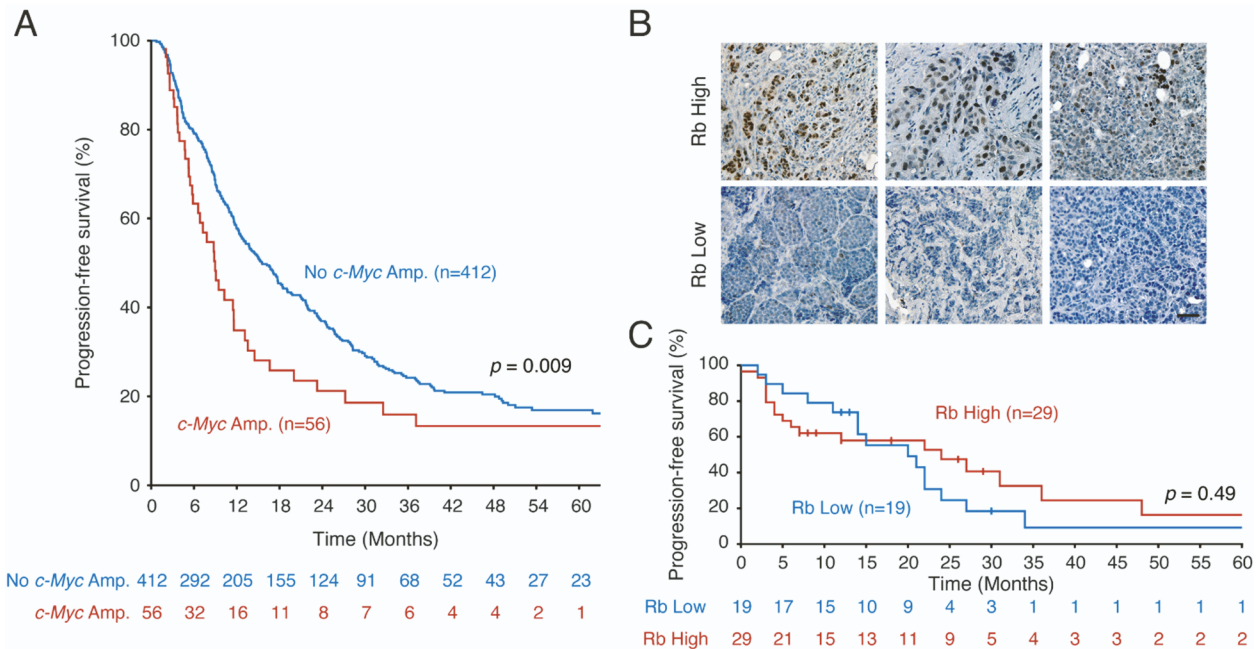 A
Progression-free survival (%)
100
80
60
40
20
0
No c-Myc Amp. (n=412)
p = 0.009
c-Myc Amp. (n=56)
0 6 12 18 24 30 36 42 48 54 60
Time (Months)
No c-Myc Amp. 412 292 205 155 124 91 68 52 43 27 23
c-Myc Amp. 56 32 16 11 8 7 6 4 4 2 1
B
Rb High
Rb Low
C
Progression-free survival (%)
100
80
60
40
20
0
Rb High (n=29)
p = 0.49
Rb Low (n=19)
0 5 10 15 20 25 30 35 40 45 50 55 60
Time (Months)
Rb Low 19 17 15 10 9 4 3 1 1 1 1 1 1
Rb High 29 21 15 13 11 9 5 4 3 3 2 2 2